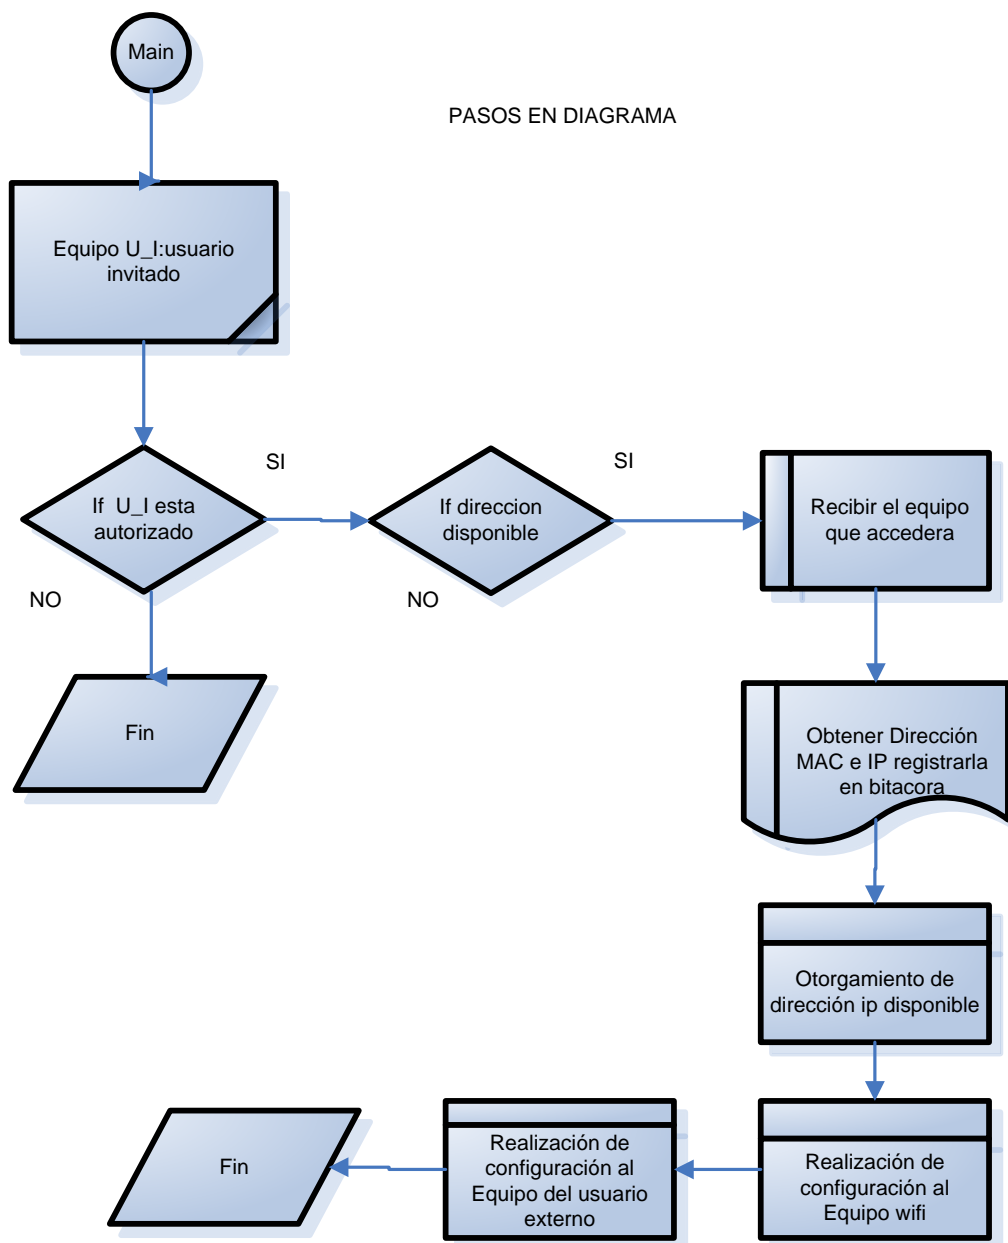 Main
PASOS EN DIAGRAMA
Equipo U_I:usuario
invitado
If  U_I esta
autorizado
SI
NO
If direccion
disponible
SI
NO
Recibir el equipo
que accedera
Fin
Obtener Dirección
MAC e IP registrarla
en bitacora
Otorgamiento de
dirección ip disponible
Realización de
configuración al
Equipo wifi
Realización de
configuración al
Equipo del usuario
externo
Fin